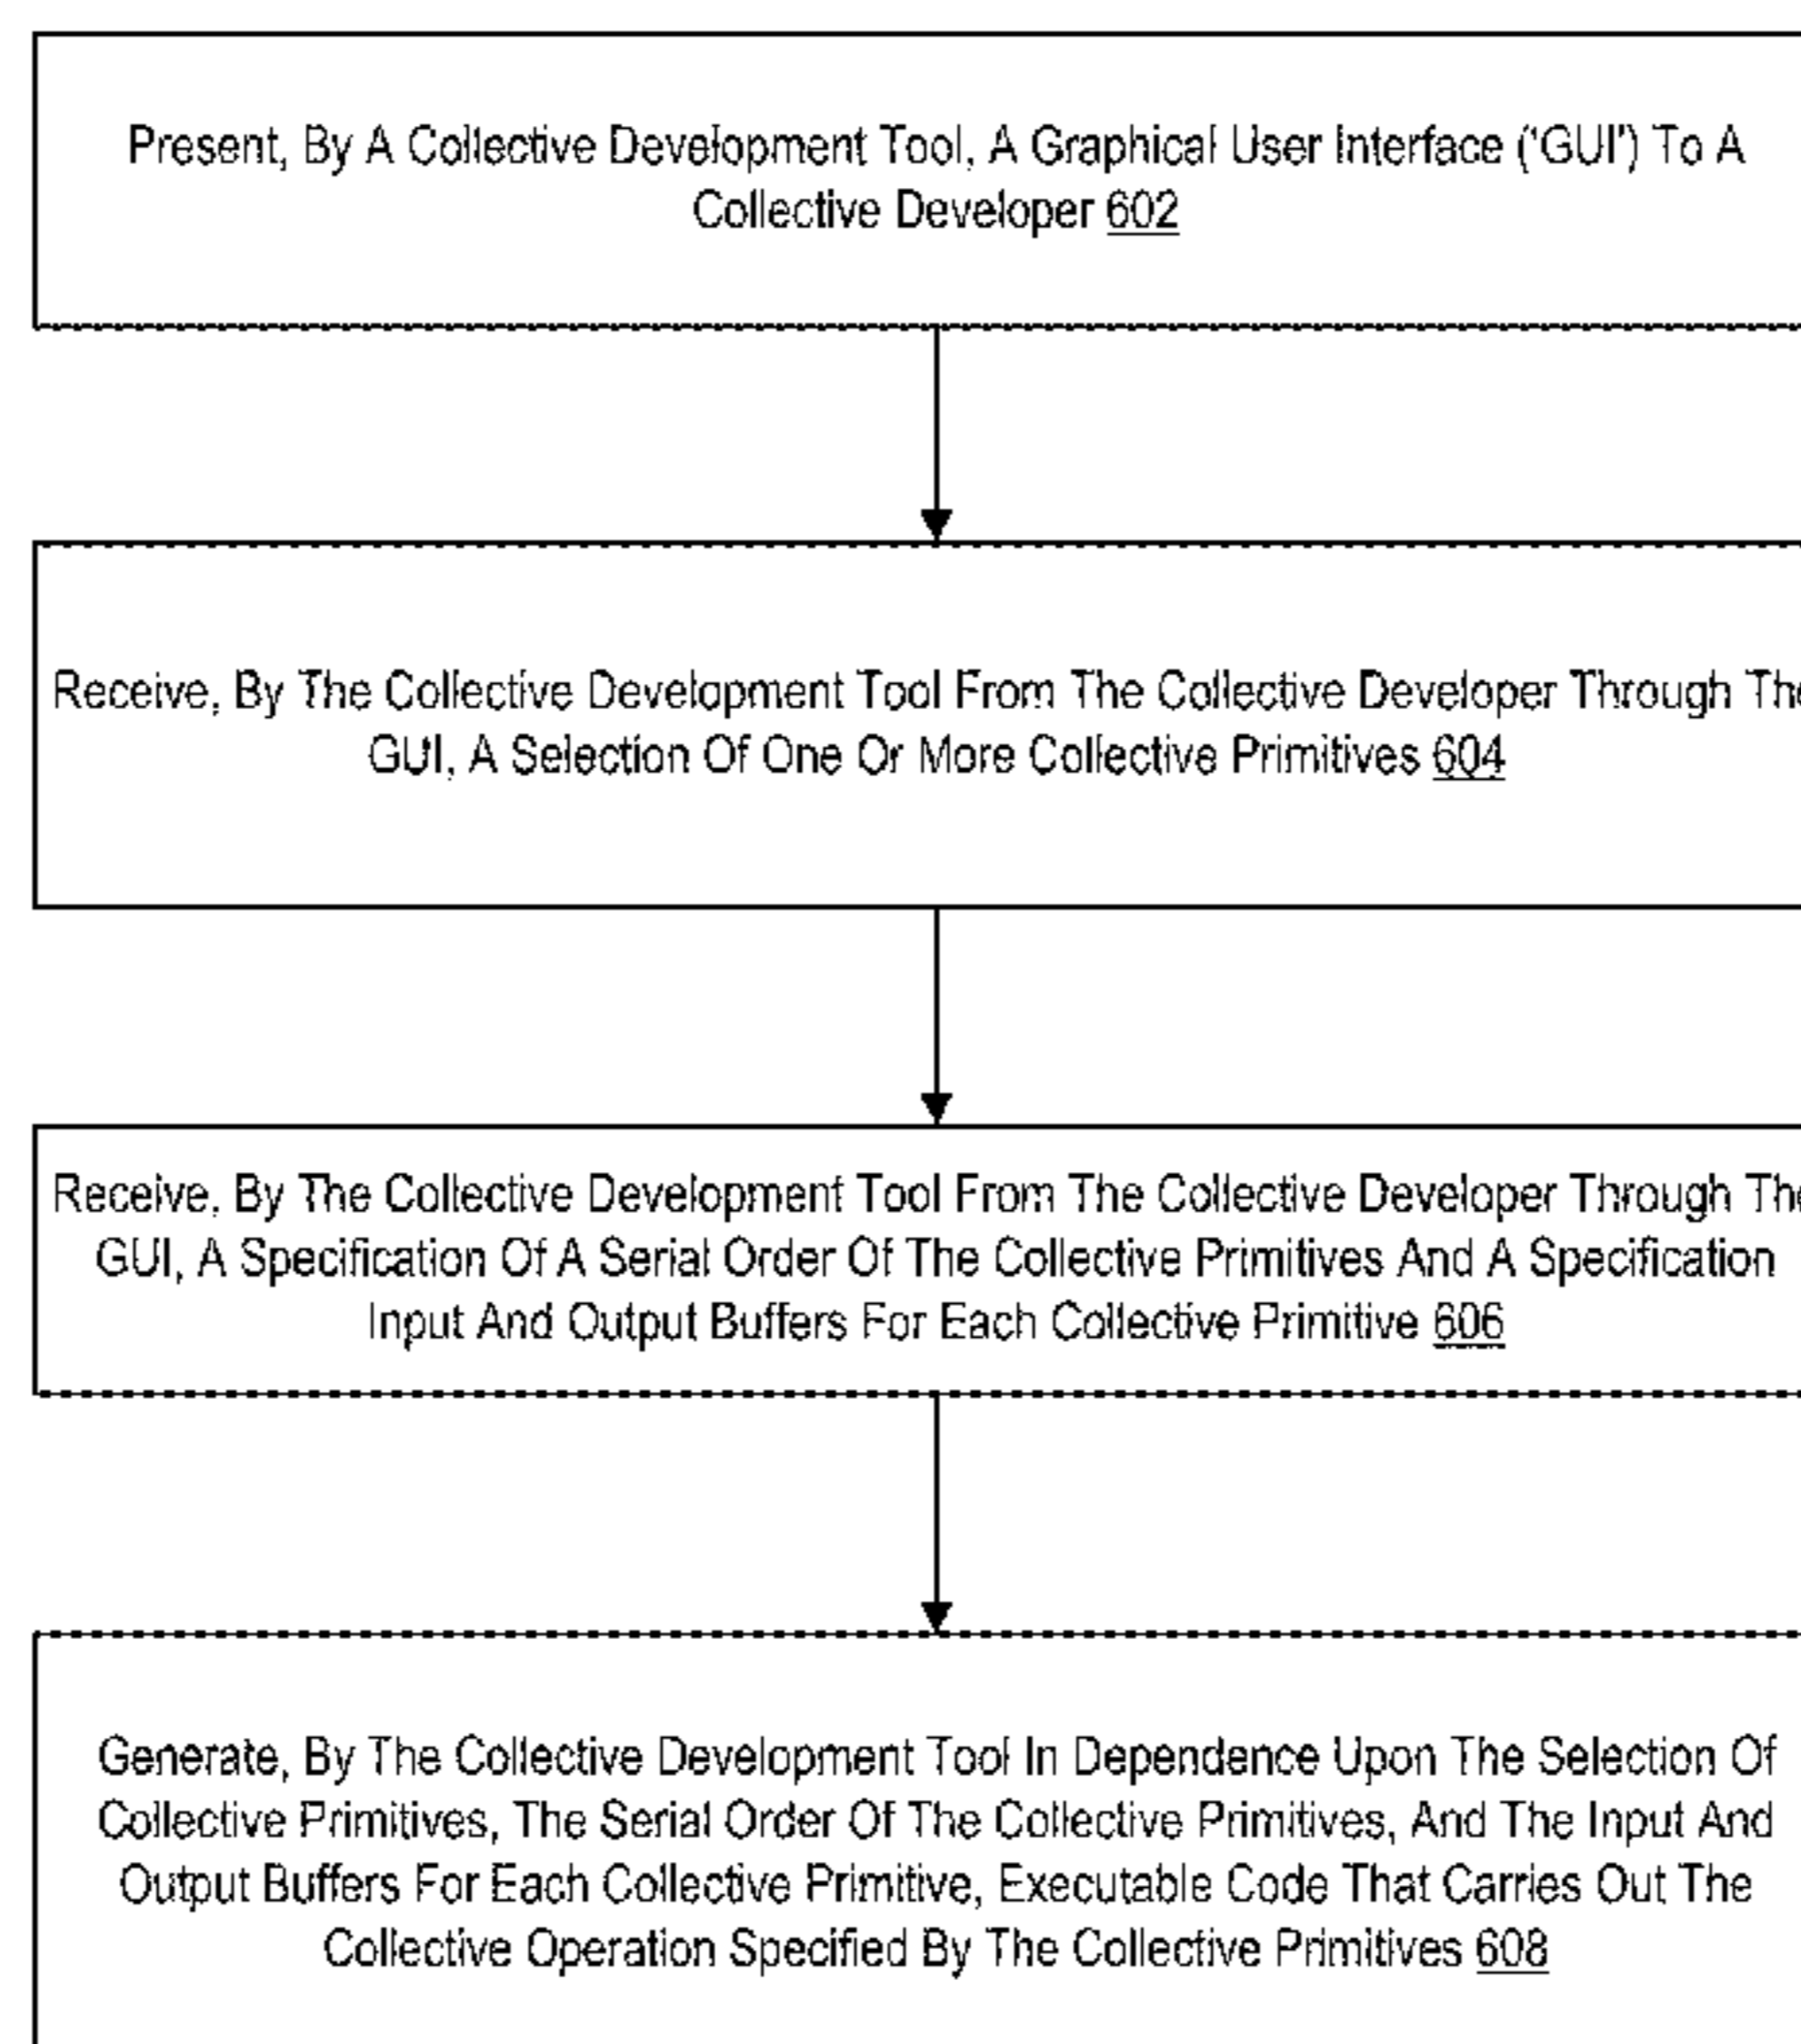 Present, By A Collective Development Tool, A Graphical User Interface (‘GUI’) To A
Collective Developer 602
Receive, By The Collective Development Tool From The Collective Developer Through The
GUI, A Selection Of One Or More Collective Primitives 604
Receive, By The Collective Development Tool From The Collective Developer Through The
GUI, A Specification Of A Serial Order Of The Collective Primitives And A Specification
Input And Output Buffers For Each Collective Primitive 606
Generate, By The Collective Development Tool In Dependence Upon The Selection Of
Collective Primitives, The Serial Order Of The Collective Primitives, And The Input And
Output Buffers For Each Collective Primitive, Executable Code That Carries Out The
Collective Operation Specified By The Collective Primitives 608